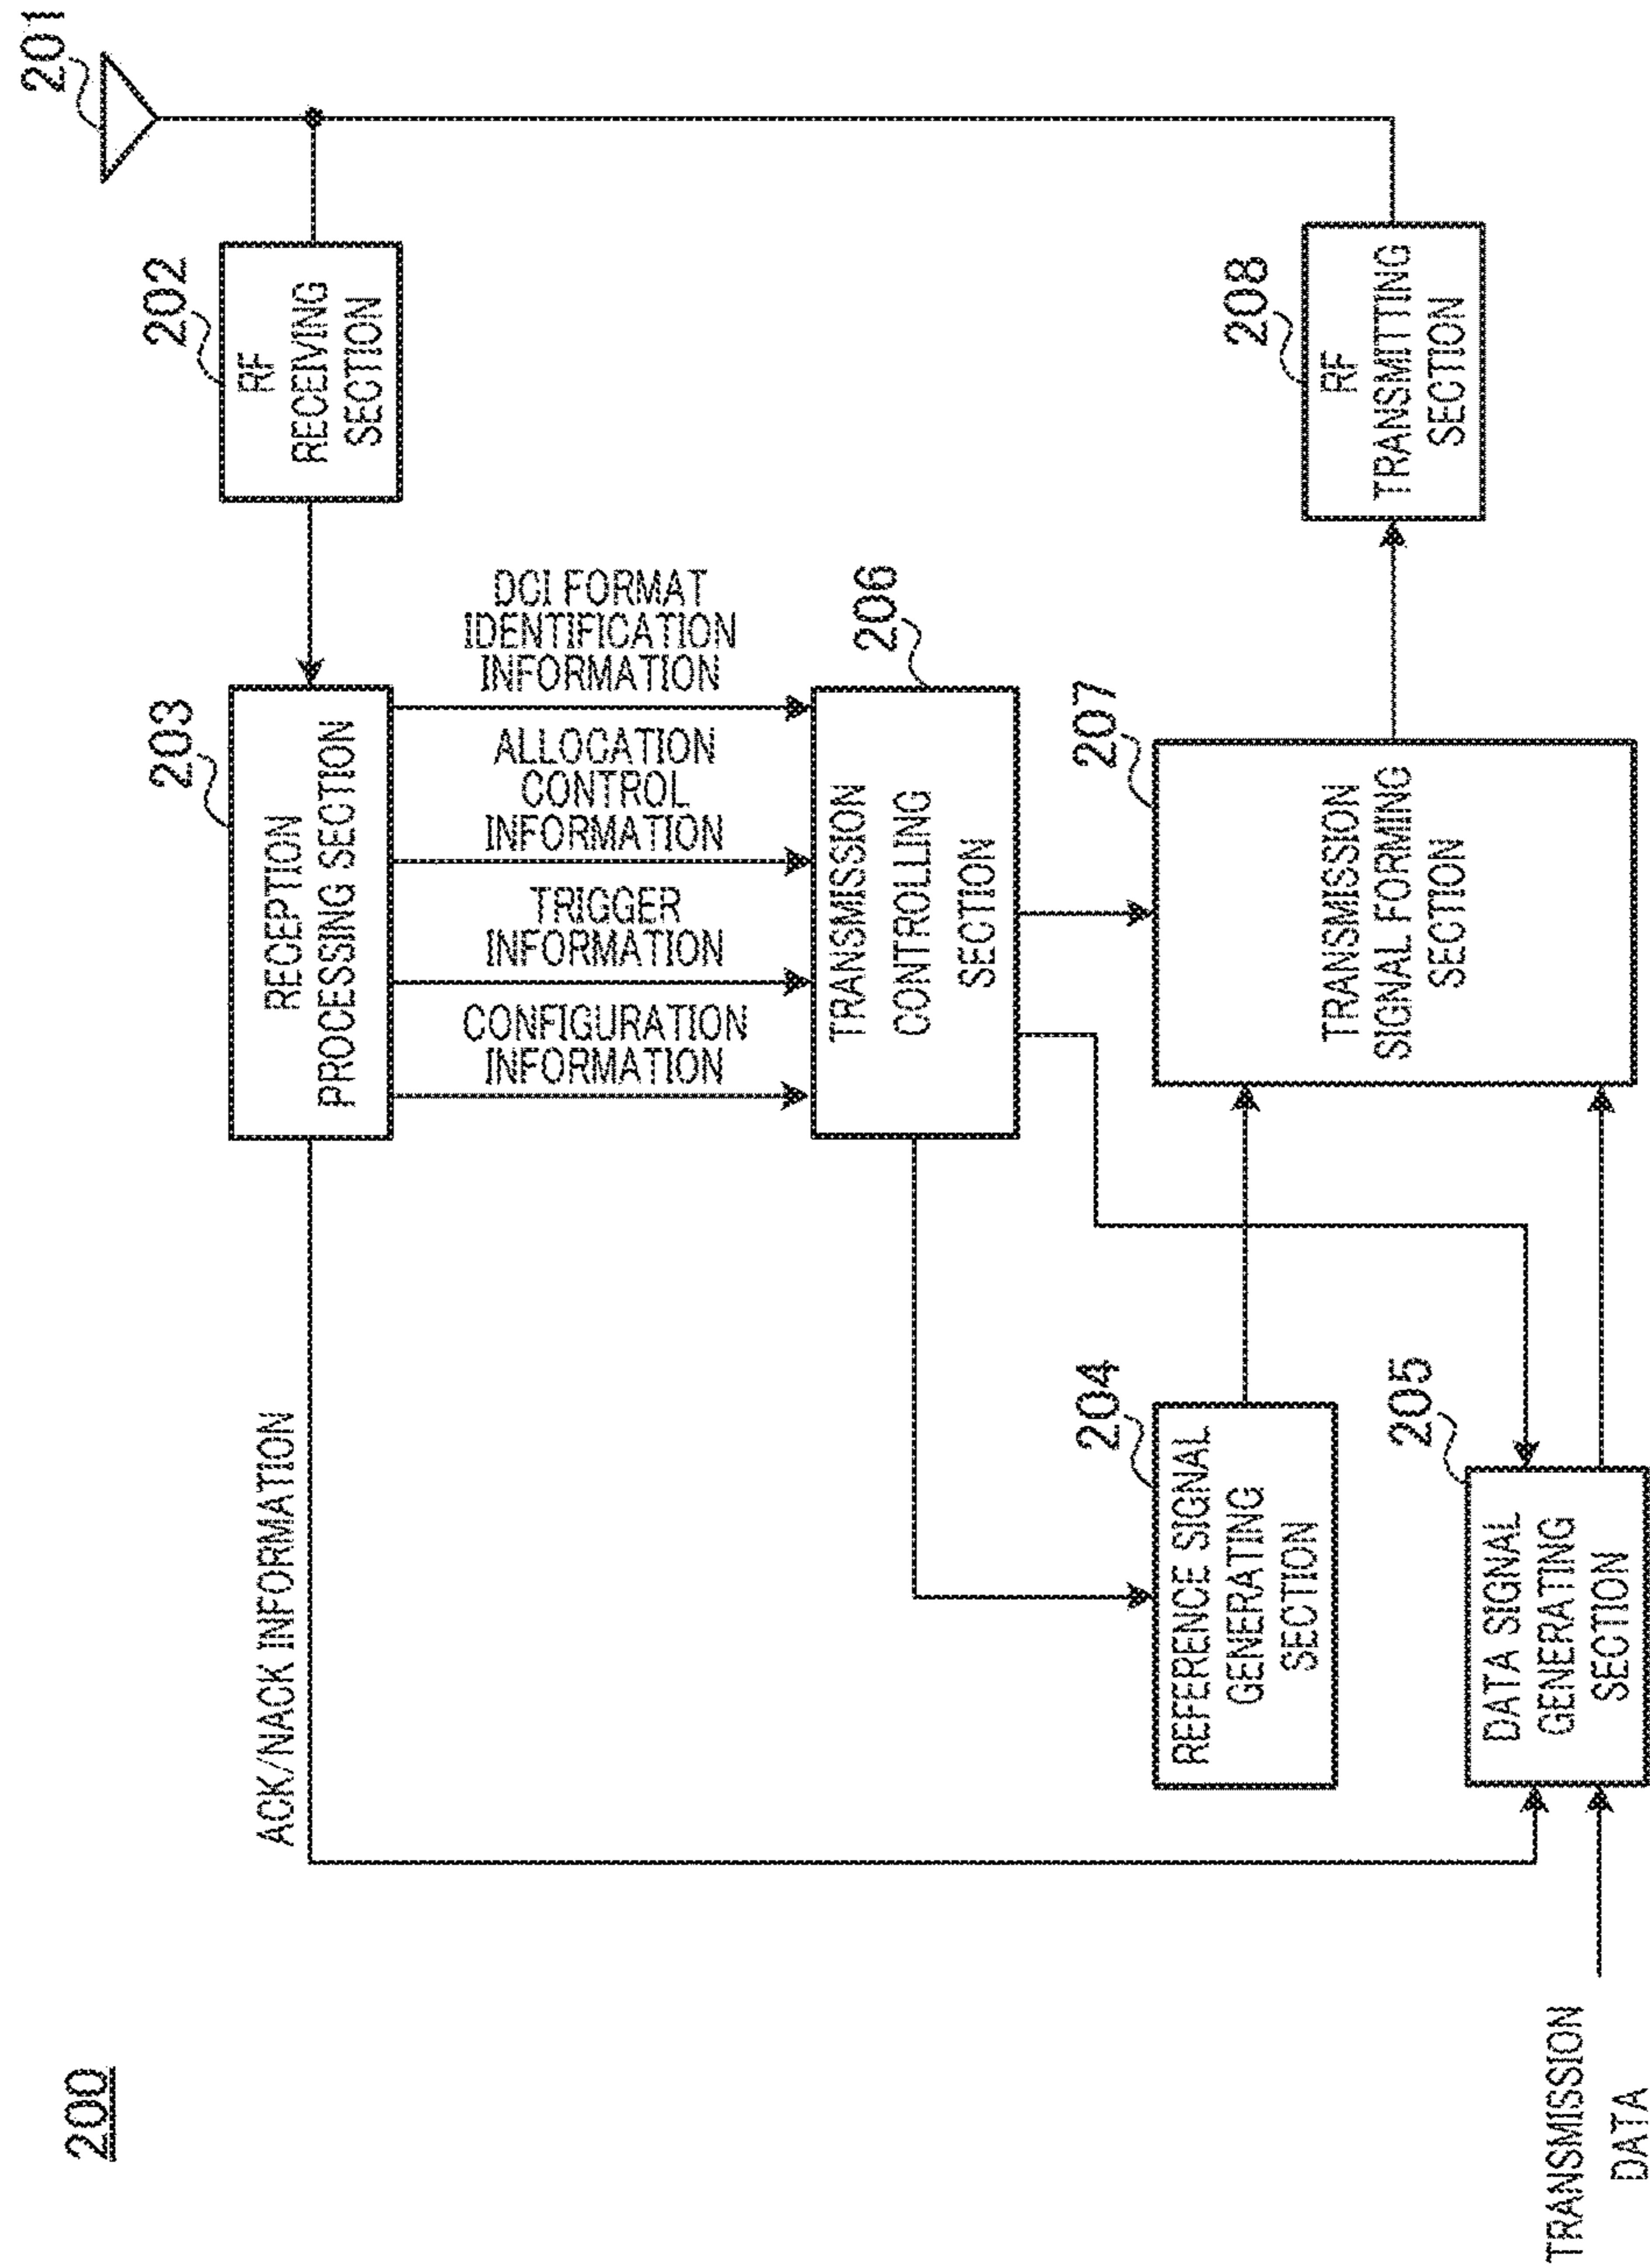 200
201
202
RF
RECEIVING
SECTION
203
RECEPTION
PROCESSING SECTION
ACK/NACK INFORMATION
DCI FORMAT
IDENTIFICATION
INFORMATION
ALLOCATION
CONTROL
INFORMATION
TRIGGER
INFORMATION
CONFIGURATION
INFORMATION
206
TRANSMISSION
CONTROLLING
SECTION
204
REFERENCE SIGNAL
GENERATING
SECTION
207
TRANSMISSION
SIGNAL FORMING
SECTION
208
RF
TRANSMITTING
SECTION
205
DATA SIGNAL
GENERATING
SECTION
TRANSMISSION
DATA